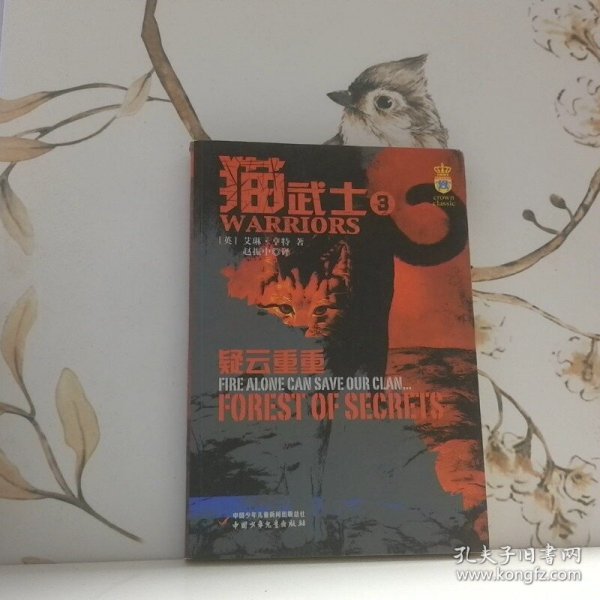 猫武士3
WARRIORS
[英] 艾琳·亨特 著
赵振中 译
crown
classic
疑云重重
FIRE ALONE CAN SAVE OUR CLAN...
FOREST OF SECRETS
中国少年儿童新闻出版总社
中国少年儿童出版社
孔夫子旧书网
www.kongfz.com